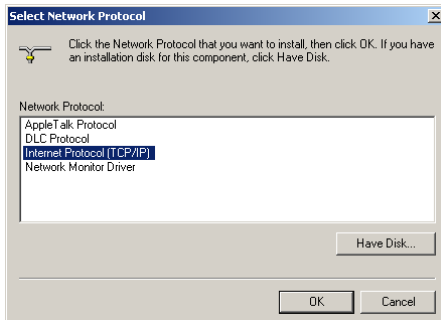 Select Network Protocol
Click the Network Protocol that you want to install, then click OK. If you have
an installation disk for this component, click Have Disk.
Network Protocol:
AppleTalk Protocol
DLC Protocol
Internet Protocol (TCP/IP)
Network Monitor Driver
Have Disk...
OK
Cancel